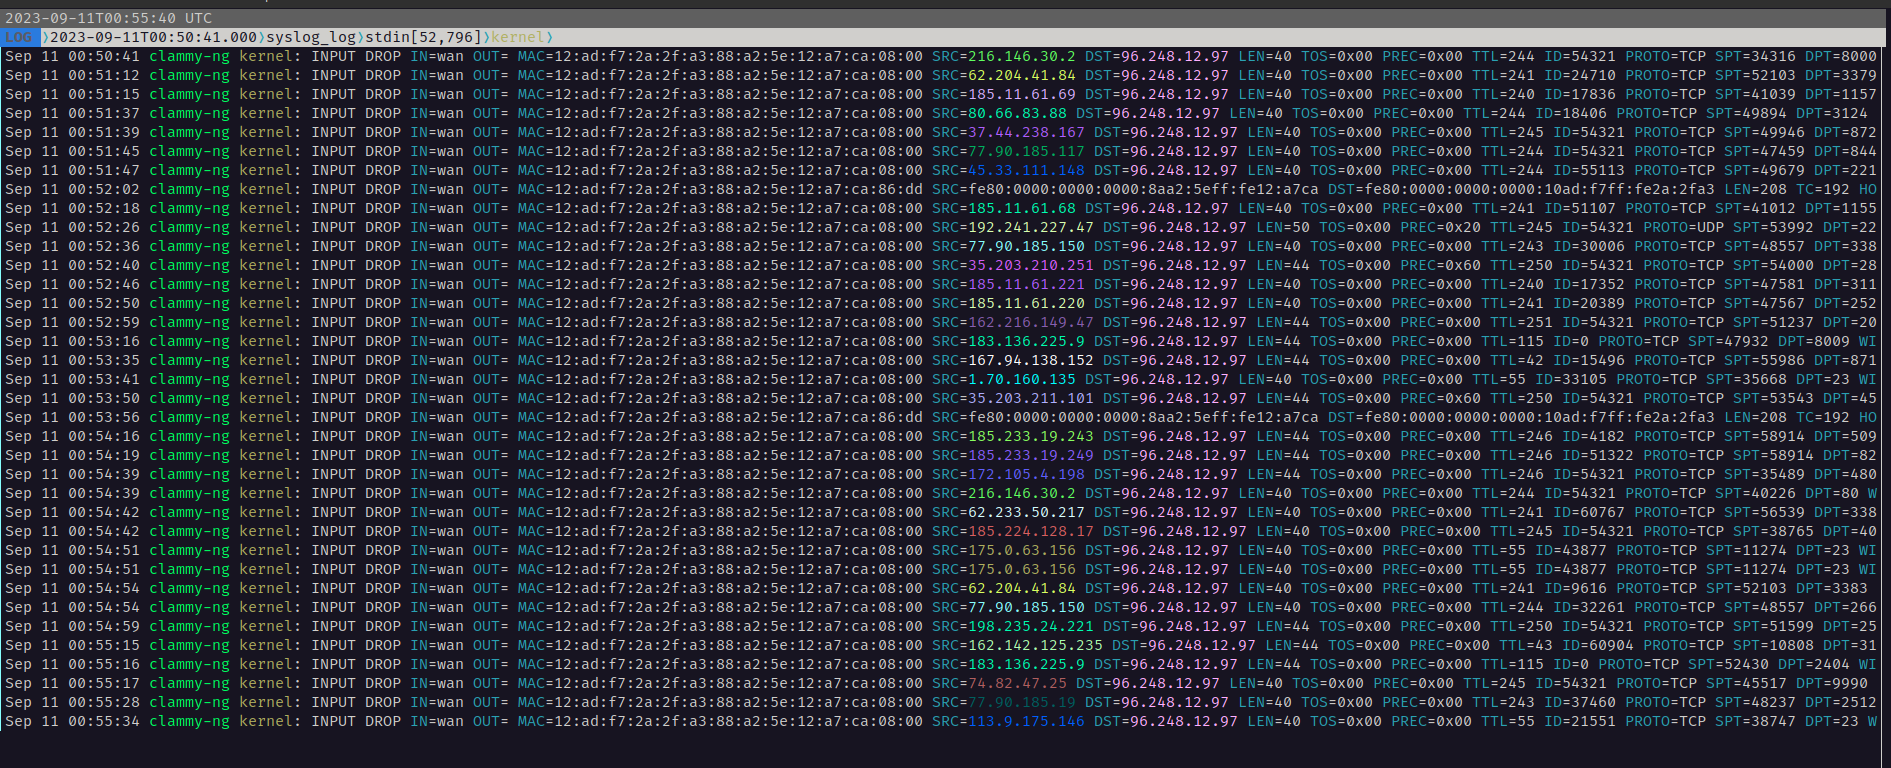 2023-09-11T00:55:40 UTC
LOG ⟩2023-09-11T00:50:41.000⟩syslog_log⟩stdin[52,796]⟩kernel⟩
Sep 11 00:50:41 clammy-ng kernel: INPUT DROP IN=wan OUT= MAC=12:ad:f7:2a:2f:a3:88:a2:5e:12:a7:ca:08:00 SRC=216.146.30.2 DST=96.248.12.97 LEN=40 TOS=0x00 PREC=0x00 TTL=244 ID=54321 PROTO=TCP SPT=34316 DPT=8000
Sep 11 00:51:12 clammy-ng kernel: INPUT DROP IN=wan OUT= MAC=12:ad:f7:2a:2f:a3:88:a2:5e:12:a7:ca:08:00 SRC=62.204.41.84 DST=96.248.12.97 LEN=40 TOS=0x00 PREC=0x00 TTL=241 ID=24710 PROTO=TCP SPT=52103 DPT=3379
Sep 11 00:51:15 clammy-ng kernel: INPUT DROP IN=wan OUT= MAC=12:ad:f7:2a:2f:a3:88:a2:5e:12:a7:ca:08:00 SRC=185.11.61.69 DST=96.248.12.97 LEN=40 TOS=0x00 PREC=0x00 TTL=240 ID=17836 PROTO=TCP SPT=41039 DPT=1157
Sep 11 00:51:37 clammy-ng kernel: INPUT DROP IN=wan OUT= MAC=12:ad:f7:2a:2f:a3:88:a2:5e:12:a7:ca:08:00 SRC=80.66.83.88 DST=96.248.12.97 LEN=40 TOS=0x00 PREC=0x00 TTL=244 ID=18406 PROTO=TCP SPT=49894 DPT=3124
Sep 11 00:51:39 clammy-ng kernel: INPUT DROP IN=wan OUT= MAC=12:ad:f7:2a:2f:a3:88:a2:5e:12:a7:ca:08:00 SRC=37.44.238.167 DST=96.248.12.97 LEN=40 TOS=0x00 PREC=0x00 TTL=245 ID=54321 PROTO=TCP SPT=49946 DPT=872
Sep 11 00:51:45 clammy-ng kernel: INPUT DROP IN=wan OUT= MAC=12:ad:f7:2a:2f:a3:88:a2:5e:12:a7:ca:08:00 SRC=77.90.185.117 DST=96.248.12.97 LEN=40 TOS=0x00 PREC=0x00 TTL=244 ID=54321 PROTO=TCP SPT=47459 DPT=844
Sep 11 00:51:47 clammy-ng kernel: INPUT DROP IN=wan OUT= MAC=12:ad:f7:2a:2f:a3:88:a2:5e:12:a7:ca:08:00 SRC=45.33.111.148 DST=96.248.12.97 LEN=40 TOS=0x00 PREC=0x00 TTL=244 ID=55113 PROTO=TCP SPT=49679 DPT=221
Sep 11 00:52:02 clammy-ng kernel: INPUT DROP IN=wan OUT= MAC=12:ad:f7:2a:2f:a3:88:a2:5e:12:a7:ca:86:dd SRC=fe80:0000:0000:0000:8aa2:5eff:fe12:a7ca DST=fe80:0000:0000:0000:10ad:f7ff:fe2a:2fa3 LEN=208 TC=192 HO
Sep 11 00:52:18 clammy-ng kernel: INPUT DROP IN=wan OUT= MAC=12:ad:f7:2a:2f:a3:88:a2:5e:12:a7:ca:08:00 SRC=185.11.61.68 DST=96.248.12.97 LEN=40 TOS=0x00 PREC=0x00 TTL=241 ID=51107 PROTO=TCP SPT=41012 DPT=1155
Sep 11 00:52:26 clammy-ng kernel: INPUT DROP IN=wan OUT= MAC=12:ad:f7:2a:2f:a3:88:a2:5e:12:a7:ca:08:00 SRC=192.241.227.47 DST=96.248.12.97 LEN=50 TOS=0x00 PREC=0x20 TTL=245 ID=54321 PROTO=UDP SPT=53992 DPT=22
Sep 11 00:52:36 clammy-ng kernel: INPUT DROP IN=wan OUT= MAC=12:ad:f7:2a:2f:a3:88:a2:5e:12:a7:ca:08:00 SRC=77.90.185.150 DST=96.248.12.97 LEN=40 TOS=0x00 PREC=0x00 TTL=243 ID=30006 PROTO=TCP SPT=48557 DPT=338
Sep 11 00:52:40 clammy-ng kernel: INPUT DROP IN=wan OUT= MAC=12:ad:f7:2a:2f:a3:88:a2:5e:12:a7:ca:08:00 SRC=35.203.210.251 DST=96.248.12.97 LEN=44 TOS=0x00 PREC=0x60 TTL=250 ID=54321 PROTO=TCP SPT=54000 DPT=28
Sep 11 00:52:46 clammy-ng kernel: INPUT DROP IN=wan OUT= MAC=12:ad:f7:2a:2f:a3:88:a2:5e:12:a7:ca:08:00 SRC=185.11.61.221 DST=96.248.12.97 LEN=40 TOS=0x00 PREC=0x00 TTL=240 ID=17352 PROTO=TCP SPT=47581 DPT=311
Sep 11 00:52:50 clammy-ng kernel: INPUT DROP IN=wan OUT= MAC=12:ad:f7:2a:2f:a3:88:a2:5e:12:a7:ca:08:00 SRC=185.11.61.220 DST=96.248.12.97 LEN=40 TOS=0x00 PREC=0x00 TTL=241 ID=20389 PROTO=TCP SPT=47567 DPT=252
Sep 11 00:52:59 clammy-ng kernel: INPUT DROP IN=wan OUT= MAC=12:ad:f7:2a:2f:a3:88:a2:5e:12:a7:ca:08:00 SRC=162.216.149.47 DST=96.248.12.97 LEN=44 TOS=0x00 PREC=0x00 TTL=251 ID=54321 PROTO=TCP SPT=51237 DPT=20
Sep 11 00:53:16 clammy-ng kernel: INPUT DROP IN=wan OUT= MAC=12:ad:f7:2a:2f:a3:88:a2:5e:12:a7:ca:08:00 SRC=183.136.225.9 DST=96.248.12.97 LEN=44 TOS=0x00 PREC=0x00 TTL=115 ID=0 PROTO=TCP SPT=47932 DPT=8009 WI
Sep 11 00:53:35 clammy-ng kernel: INPUT DROP IN=wan OUT= MAC=12:ad:f7:2a:2f:a3:88:a2:5e:12:a7:ca:08:00 SRC=167.94.138.152 DST=96.248.12.97 LEN=44 TOS=0x00 PREC=0x00 TTL=42 ID=15496 PROTO=TCP SPT=55986 DPT=871
Sep 11 00:53:41 clammy-ng kernel: INPUT DROP IN=wan OUT= MAC=12:ad:f7:2a:2f:a3:88:a2:5e:12:a7:ca:08:00 SRC=1.70.160.135 DST=96.248.12.97 LEN=40 TOS=0x00 PREC=0x00 TTL=55 ID=33105 PROTO=TCP SPT=35668 DPT=23 WI
Sep 11 00:53:50 clammy-ng kernel: INPUT DROP IN=wan OUT= MAC=12:ad:f7:2a:2f:a3:88:a2:5e:12:a7:ca:08:00 SRC=35.203.211.101 DST=96.248.12.97 LEN=44 TOS=0x00 PREC=0x60 TTL=250 ID=54321 PROTO=TCP SPT=53543 DPT=45
Sep 11 00:53:56 clammy-ng kernel: INPUT DROP IN=wan OUT= MAC=12:ad:f7:2a:2f:a3:88:a2:5e:12:a7:ca:86:dd SRC=fe80:0000:0000:0000:8aa2:5eff:fe12:a7ca DST=fe80:0000:0000:0000:10ad:f7ff:fe2a:2fa3 LEN=208 TC=192 HO
Sep 11 00:54:16 clammy-ng kernel: INPUT DROP IN=wan OUT= MAC=12:ad:f7:2a:2f:a3:88:a2:5e:12:a7:ca:08:00 SRC=185.233.19.243 DST=96.248.12.97 LEN=44 TOS=0x00 PREC=0x00 TTL=246 ID=4182 PROTO=TCP SPT=58914 DPT=509
Sep 11 00:54:19 clammy-ng kernel: INPUT DROP IN=wan OUT= MAC=12:ad:f7:2a:2f:a3:88:a2:5e:12:a7:ca:08:00 SRC=185.233.19.249 DST=96.248.12.97 LEN=44 TOS=0x00 PREC=0x00 TTL=246 ID=51322 PROTO=TCP SPT=58914 DPT=82
Sep 11 00:54:39 clammy-ng kernel: INPUT DROP IN=wan OUT= MAC=12:ad:f7:2a:2f:a3:88:a2:5e:12:a7:ca:08:00 SRC=172.105.4.198 DST=96.248.12.97 LEN=44 TOS=0x00 PREC=0x00 TTL=246 ID=54321 PROTO=TCP SPT=35489 DPT=480
Sep 11 00:54:39 clammy-ng kernel: INPUT DROP IN=wan OUT= MAC=12:ad:f7:2a:2f:a3:88:a2:5e:12:a7:ca:08:00 SRC=216.146.30.2 DST=96.248.12.97 LEN=40 TOS=0x00 PREC=0x00 TTL=244 ID=54321 PROTO=TCP SPT=40226 DPT=80 W
Sep 11 00:54:42 clammy-ng kernel: INPUT DROP IN=wan OUT= MAC=12:ad:f7:2a:2f:a3:88:a2:5e:12:a7:ca:08:00 SRC=62.233.50.217 DST=96.248.12.97 LEN=40 TOS=0x00 PREC=0x00 TTL=241 ID=60767 PROTO=TCP SPT=56539 DPT=338
Sep 11 00:54:42 clammy-ng kernel: INPUT DROP IN=wan OUT= MAC=12:ad:f7:2a:2f:a3:88:a2:5e:12:a7:ca:08:00 SRC=185.224.128.17 DST=96.248.12.97 LEN=40 TOS=0x00 PREC=0x00 TTL=245 ID=54321 PROTO=TCP SPT=38765 DPT=40
Sep 11 00:54:51 clammy-ng kernel: INPUT DROP IN=wan OUT= MAC=12:ad:f7:2a:2f:a3:88:a2:5e:12:a7:ca:08:00 SRC=175.0.63.156 DST=96.248.12.97 LEN=40 TOS=0x00 PREC=0x00 TTL=55 ID=43877 PROTO=TCP SPT=11274 DPT=23 WI
Sep 11 00:54:51 clammy-ng kernel: INPUT DROP IN=wan OUT= MAC=12:ad:f7:2a:2f:a3:88:a2:5e:12:a7:ca:08:00 SRC=175.0.63.156 DST=96.248.12.97 LEN=40 TOS=0x00 PREC=0x00 TTL=55 ID=43877 PROTO=TCP SPT=11274 DPT=23 WI
Sep 11 00:54:54 clammy-ng kernel: INPUT DROP IN=wan OUT= MAC=12:ad:f7:2a:2f:a3:88:a2:5e:12:a7:ca:08:00 SRC=62.204.41.84 DST=96.248.12.97 LEN=40 TOS=0x00 PREC=0x00 TTL=241 ID=9616 PROTO=TCP SPT=52103 DPT=3383
Sep 11 00:54:54 clammy-ng kernel: INPUT DROP IN=wan OUT= MAC=12:ad:f7:2a:2f:a3:88:a2:5e:12:a7:ca:08:00 SRC=77.90.185.150 DST=96.248.12.97 LEN=40 TOS=0x00 PREC=0x00 TTL=244 ID=32261 PROTO=TCP SPT=48557 DPT=266
Sep 11 00:54:59 clammy-ng kernel: INPUT DROP IN=wan OUT= MAC=12:ad:f7:2a:2f:a3:88:a2:5e:12:a7:ca:08:00 SRC=198.235.24.221 DST=96.248.12.97 LEN=44 TOS=0x00 PREC=0x00 TTL=250 ID=54321 PROTO=TCP SPT=51599 DPT=25
Sep 11 00:55:15 clammy-ng kernel: INPUT DROP IN=wan OUT= MAC=12:ad:f7:2a:2f:a3:88:a2:5e:12:a7:ca:08:00 SRC=162.142.125.235 DST=96.248.12.97 LEN=44 TOS=0x00 PREC=0x00 TTL=43 ID=60904 PROTO=TCP SPT=10808 DPT=31
Sep 11 00:55:16 clammy-ng kernel: INPUT DROP IN=wan OUT= MAC=12:ad:f7:2a:2f:a3:88:a2:5e:12:a7:ca:08:00 SRC=183.136.225.9 DST=96.248.12.97 LEN=44 TOS=0x00 PREC=0x00 TTL=115 ID=0 PROTO=TCP SPT=52430 DPT=2404 WI
Sep 11 00:55:17 clammy-ng kernel: INPUT DROP IN=wan OUT= MAC=12:ad:f7:2a:2f:a3:88:a2:5e:12:a7:ca:08:00 SRC=74.82.47.25 DST=96.248.12.97 LEN=40 TOS=0x00 PREC=0x00 TTL=245 ID=54321 PROTO=TCP SPT=45517 DPT=9990
Sep 11 00:55:28 clammy-ng kernel: INPUT DROP IN=wan OUT= MAC=12:ad:f7:2a:2f:a3:88:a2:5e:12:a7:ca:08:00 SRC=77.90.185.19 DST=96.248.12.97 LEN=40 TOS=0x00 PREC=0x00 TTL=243 ID=37460 PROTO=TCP SPT=48237 DPT=2512
Sep 11 00:55:34 clammy-ng kernel: INPUT DROP IN=wan OUT= MAC=12:ad:f7:2a:2f:a3:88:a2:5e:12:a7:ca:08:00 SRC=113.9.175.146 DST=96.248.12.97 LEN=40 TOS=0x00 PREC=0x00 TTL=55 ID=21551 PROTO=TCP SPT=38747 DPT=23 W